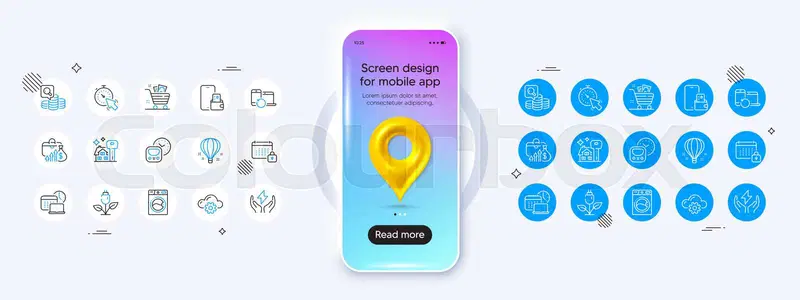 10:25
Screen design
for mobile app
Lorem ipsum dolor sit amet,
consectetuer adipiscing.
Read more
colourbox